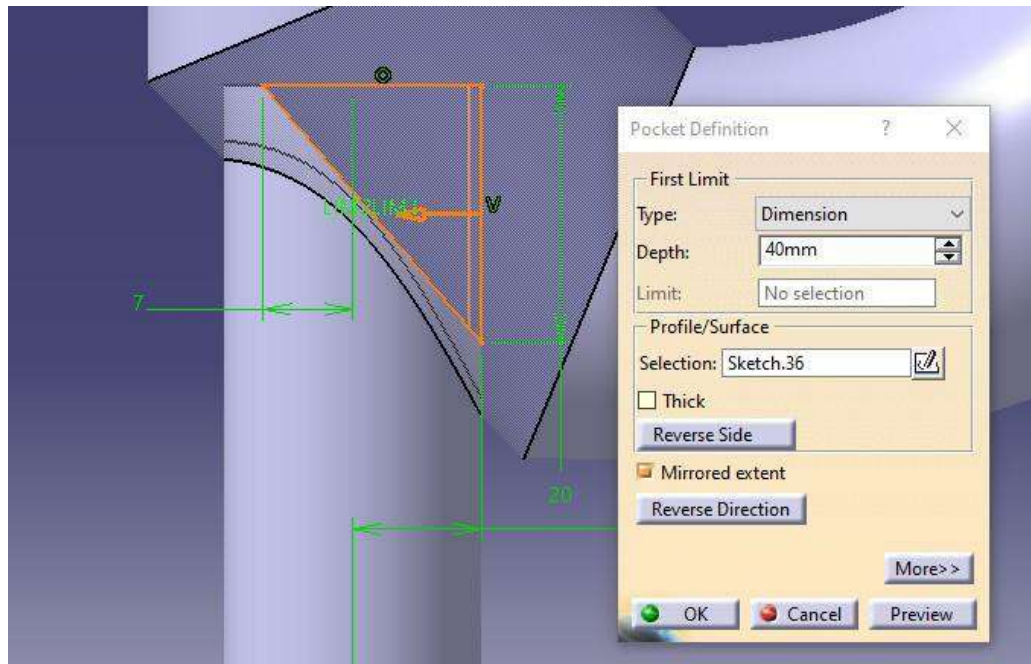 Pocket Definition ? ×
First Limit
Type: Dimension
Depth: 40mm
Limit: No selection
Profile/Surface
Selection: Sketch.36
Thick
Reverse Side
Mirrored extent
Reverse Direction
More>>
OK Cancel Preview
V
7
20